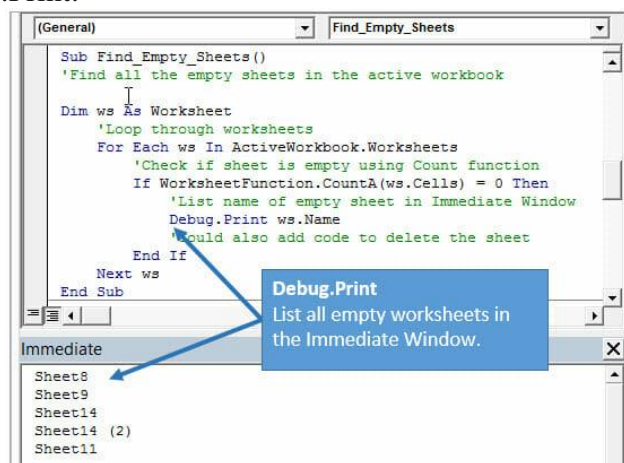 (General)
Find_Empty_Sheets
Sub Find_Empty_Sheets()
'Find all the empty sheets in the active workbook
Dim ws As Worksheet
'Loop through worksheets
For Each ws In ActiveWorkbook.Worksheets
'Check if sheet is empty using Count function
If WorksheetFunction.CountA(ws.Cells) = 0 Then
'List name of empty sheet in Immediate Window
Debug.Print ws.Name
ould also add code to delete the sheet
End If
Next ws
End Sub
Debug.Print
List all empty worksheets in
the Immediate Window.
Immediate
Sheet8
Sheet9
Sheet14
Sheet14 (2)
Sheet11